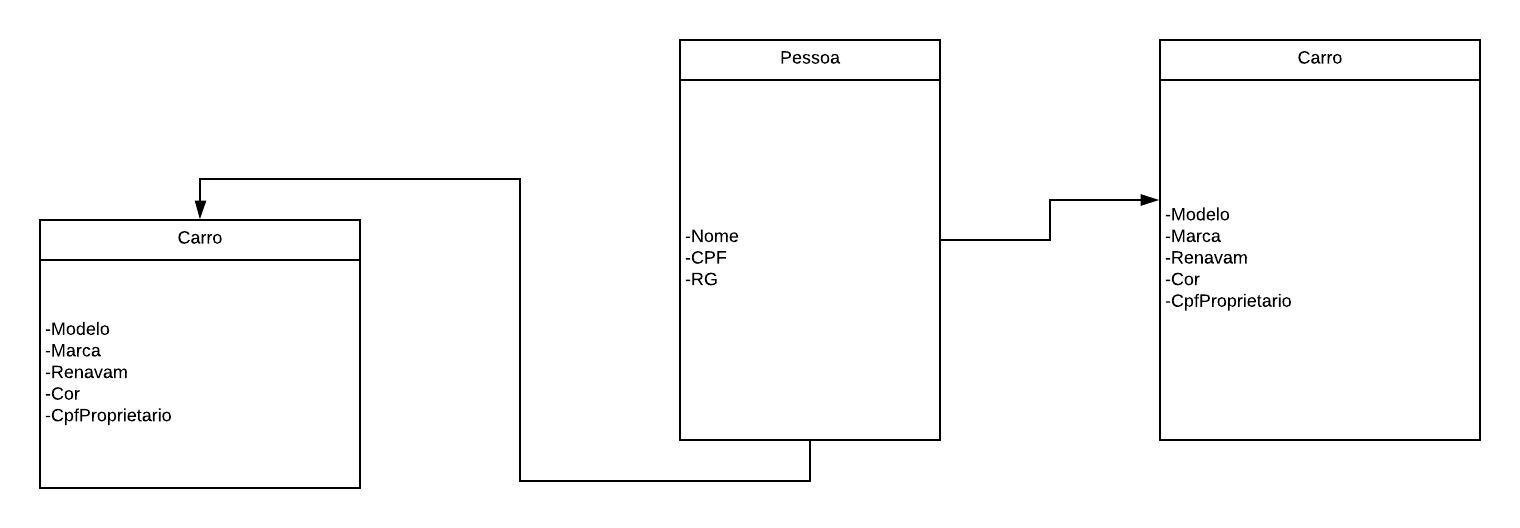 Carro
-Modelo
-Marca
-Renavam
-Cor
-CpfProprietario
Pessoa
-Nome
-CPF
-RG
Carro
-Modelo
-Marca
-Renavam
-Cor
-CpfProprietario